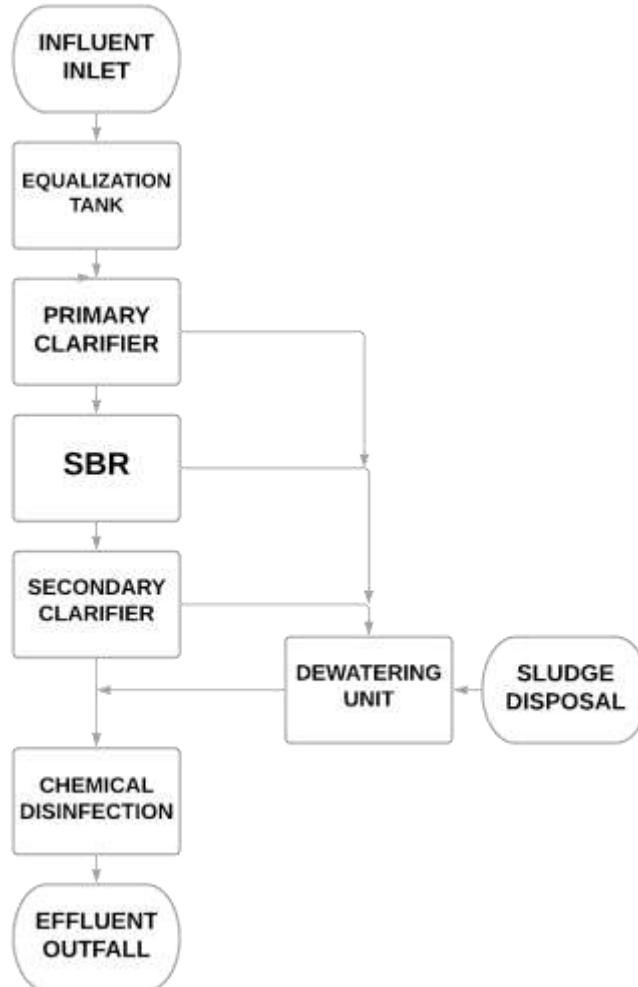 INFLUENT
INLET
EQUALIZATION
TANK
PRIMARY
CLARIFIER
SBR
SECONDARY
CLARIFIER
DEWATERING
UNIT
SLUDGE
DISPOSAL
CHEMICAL
DISINFECTION
EFFLUENT
OUTFALL